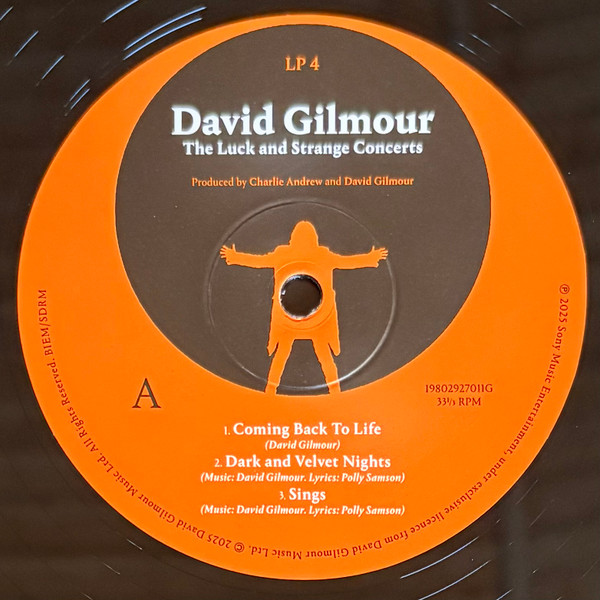 LP 4
David Gilmour
The Luck and Strange Concerts
Produced by Charlie Andrew and David Gilmour
A
19802927011G
33⅓ RPM
1. Coming Back To Life
(David Gilmour)
2. Dark and Velvet Nights
(Music: David Gilmour. Lyrics: Polly Samson)
3. Sings
(Music: David Gilmour. Lyrics: Polly Samson)
℗ 2025 Sony Music Entertainment, under exclusive licence from David Gilmour Music Ltd. © 2025 David Gilmour Music Ltd. All Rights Reserved. BIEM/SDRM